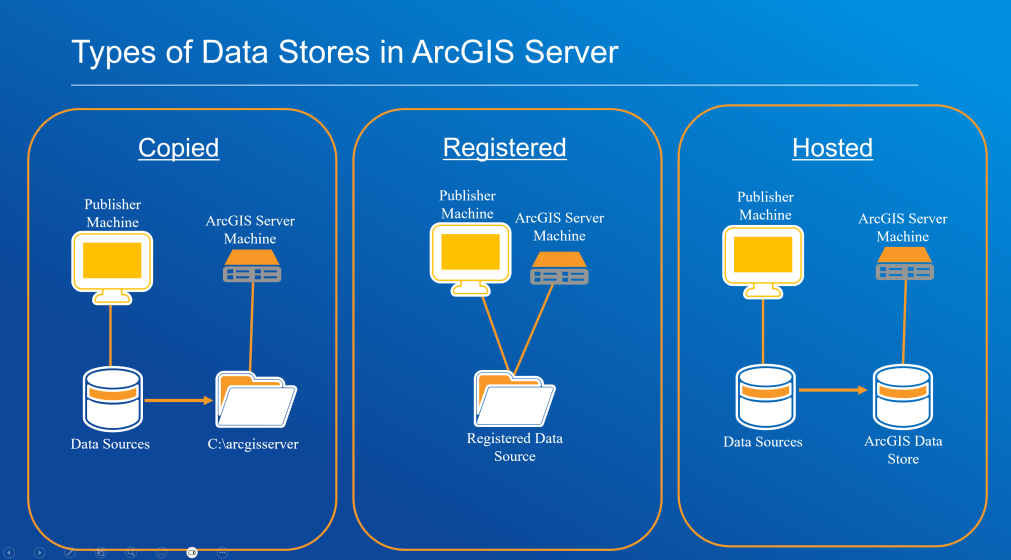 Types of Data Stores in ArcGIS Server
Copied
Publisher
Machine
ArcGIS Server
Machine
Data Sources
C:\arcgisserver
Registered
Publisher
Machine
ArcGIS Server
Machine
Registered Data
Source
Hosted
Publisher
Machine
ArcGIS Server
Machine
Data Sources
ArcGIS Data
Store